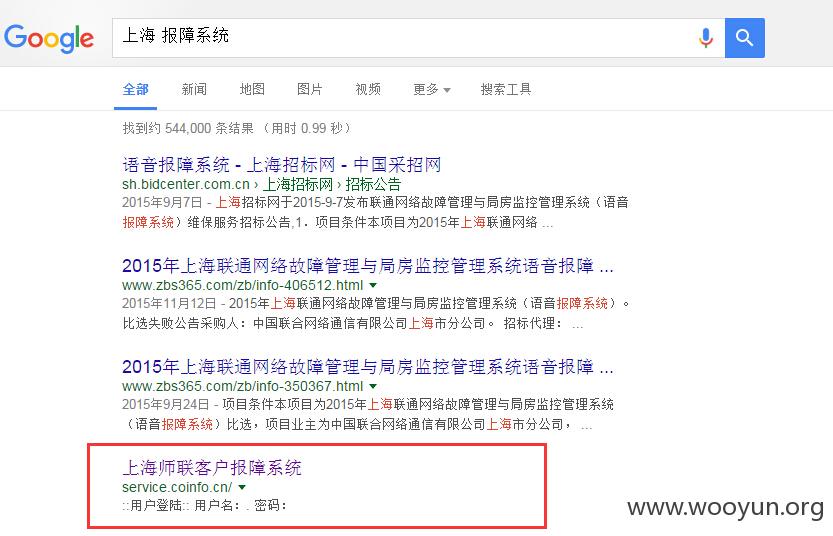 Google
上海 报障系统
全部 新闻 地图 图片 视频 更多 搜索工具
找到约 544,000 条结果 (用时 0.99 秒)
语音报障系统 - 上海招标网 - 中国采招网
sh.bidcenter.com.cn › 上海招标网 › 招标公告
2015年9月7日 - 上海招标网于2015-9-7发布联通网络故障管理与局房监控管理系统(语音
报障系统)维保服务招标公告,1. 项目条件本项目为2015年上海联通网络 ...
2015年上海联通网络故障管理与局房监控管理系统语音报障 ...
www.zbs365.com/zb/info-406512.html
2015年11月12日 - 2015年上海联通网络故障管理与局房监控管理系统(语音报障系统)。
比选失败公告采购人:中国联合网络通信有限公司上海市分公司。 招标代理: ...
2015年上海联通网络故障管理与局房监控管理系统语音报障 ...
www.zbs365.com/zb/info-350367.html
2015年9月24日 - 项目条件本项目为2015年上海联通网络故障管理与局房监控管理系统
(语音报障系统)比选,项目业主为中国联合网络通信有限公司上海市分公司, ...
上海师联客户报障系统
service.coinfo.cn/
::用户登陆:: 用户名: . 密码:
www.wooyun.org